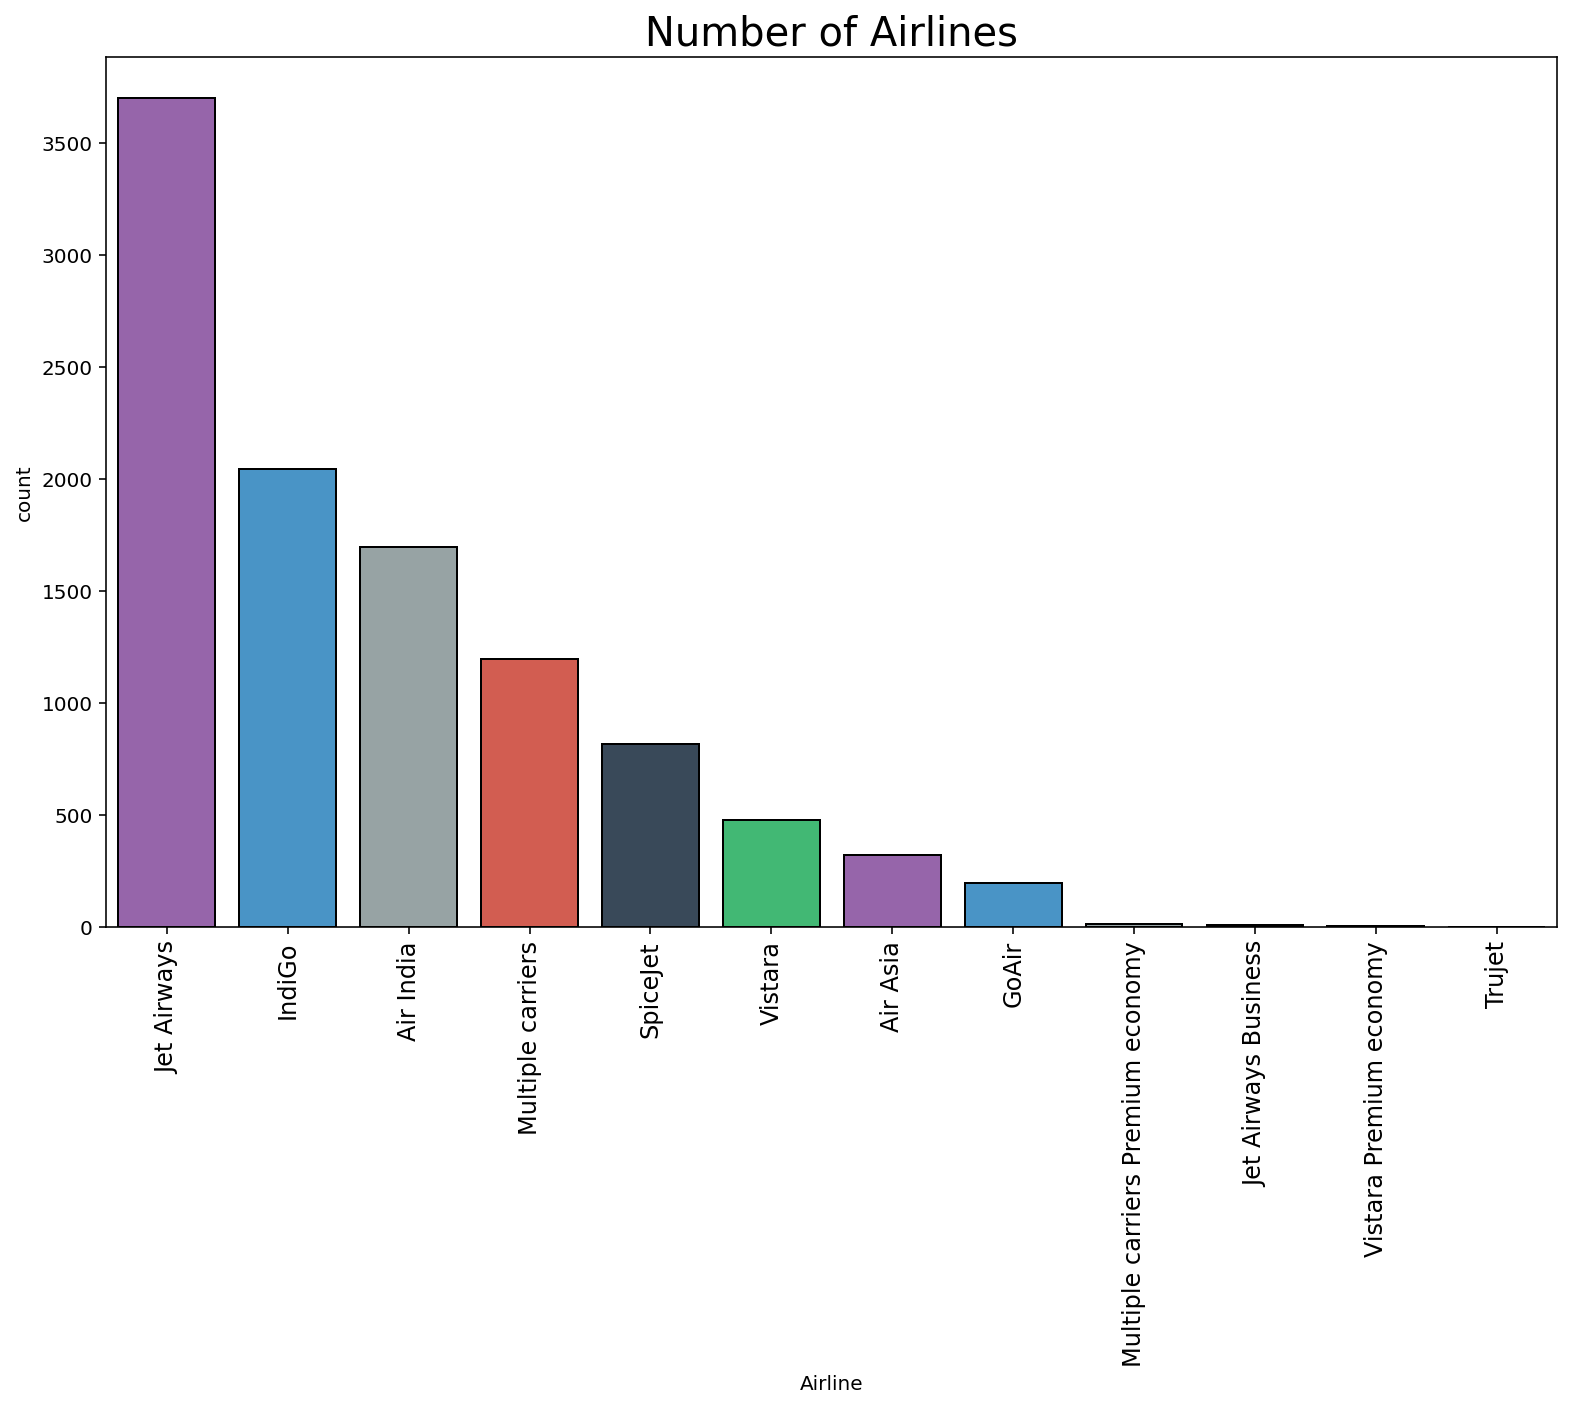 Number of Airlines
3500
3000
2500
2000
1500
1000
500
0
count
Jet Airways
IndiGo
Air India
Multiple carriers
SpiceJet
Vistara
Air Asia
GoAir
Multiple carriers Premium economy
Jet Airways Business
Vistara Premium economy
Trujet
Airline